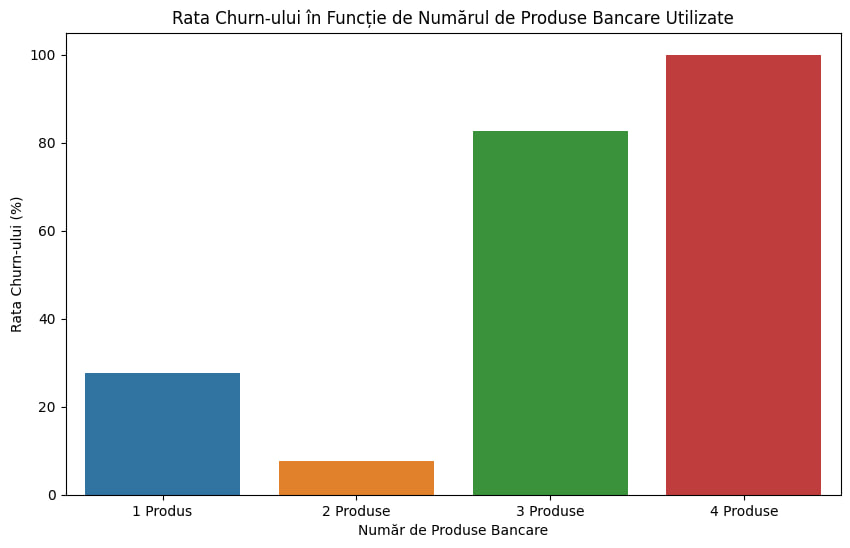 Rata Churn-ului în Funcție de Numărul de Produse Bancare Utilizate
Rata Churn-ului (%)
100
80
60
40
20
0
1 Produs
2 Produse
3 Produse
4 Produse
Număr de Produse Bancare